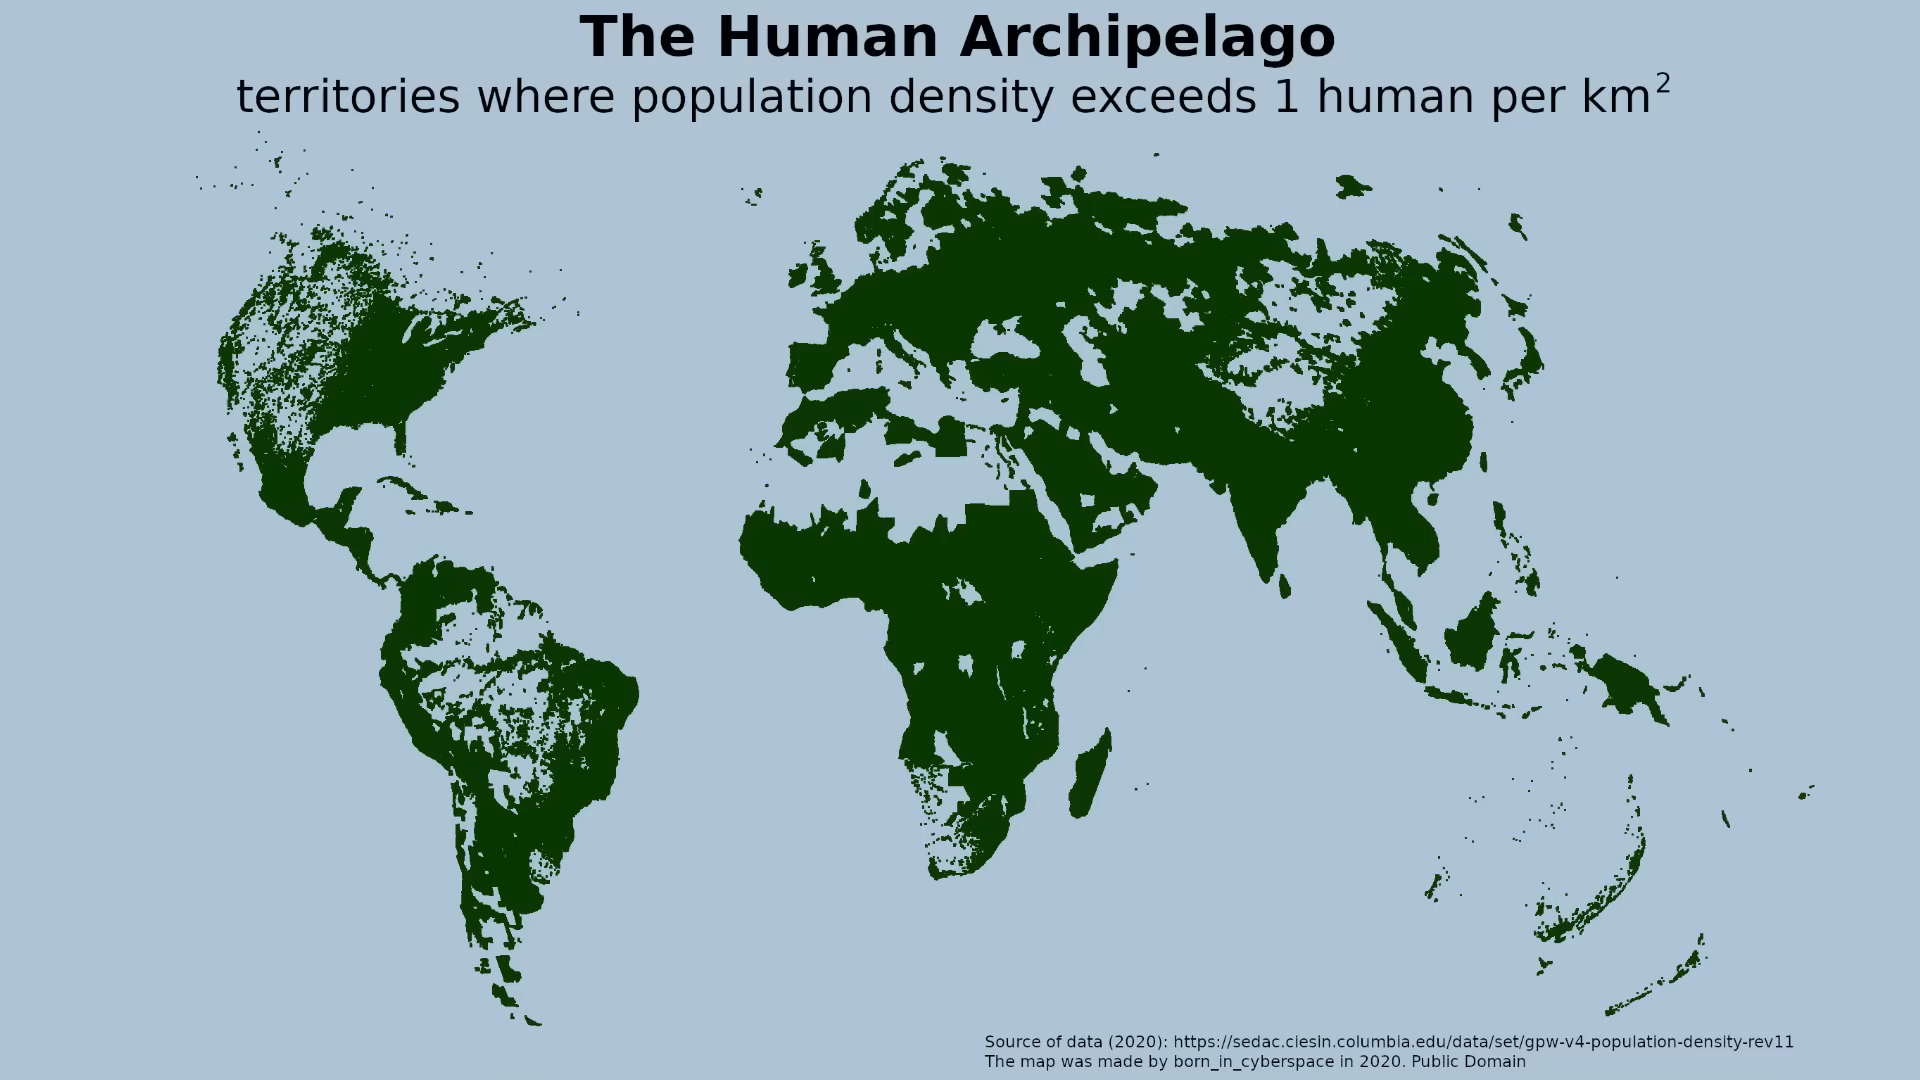 The Human Archipelago
territories where population density exceeds 1 human per km²
Source of data (2020): https://sedac.ciesin.columbia.edu/data/set/gpw-v4-population-density-rev11
The map was made by born_in_cyberspace in 2020. Public Domain